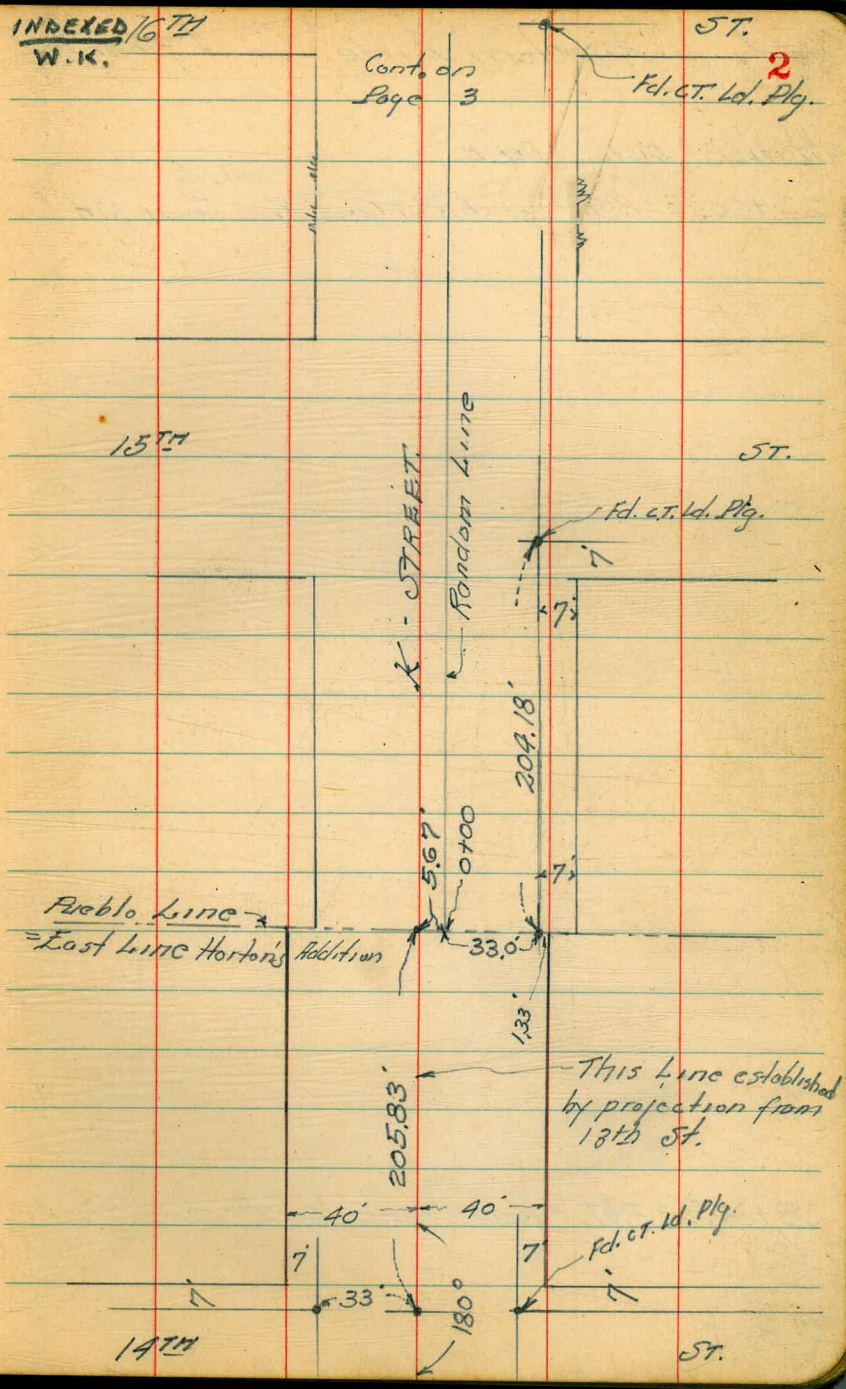 INDEXED
W.K.
16TH
ST.
2
Cont. on
Page 3
Fd. C.T. Ld. Plg.
15TH
ST.
Fd. C.T. Ld. Plg.
7'
7'
K - STREET.
Random Line
204.18'
5.67'
0+00
7'
Pueblo Line
=East Line Horton's Addition
33.0'
1.33'
This Line established
by projection from
13th St.
205.83'
40'
40'
Fd. C.T. Ld. Plg.
7'
7'
7'
7'
33'
180°
14TH
ST.